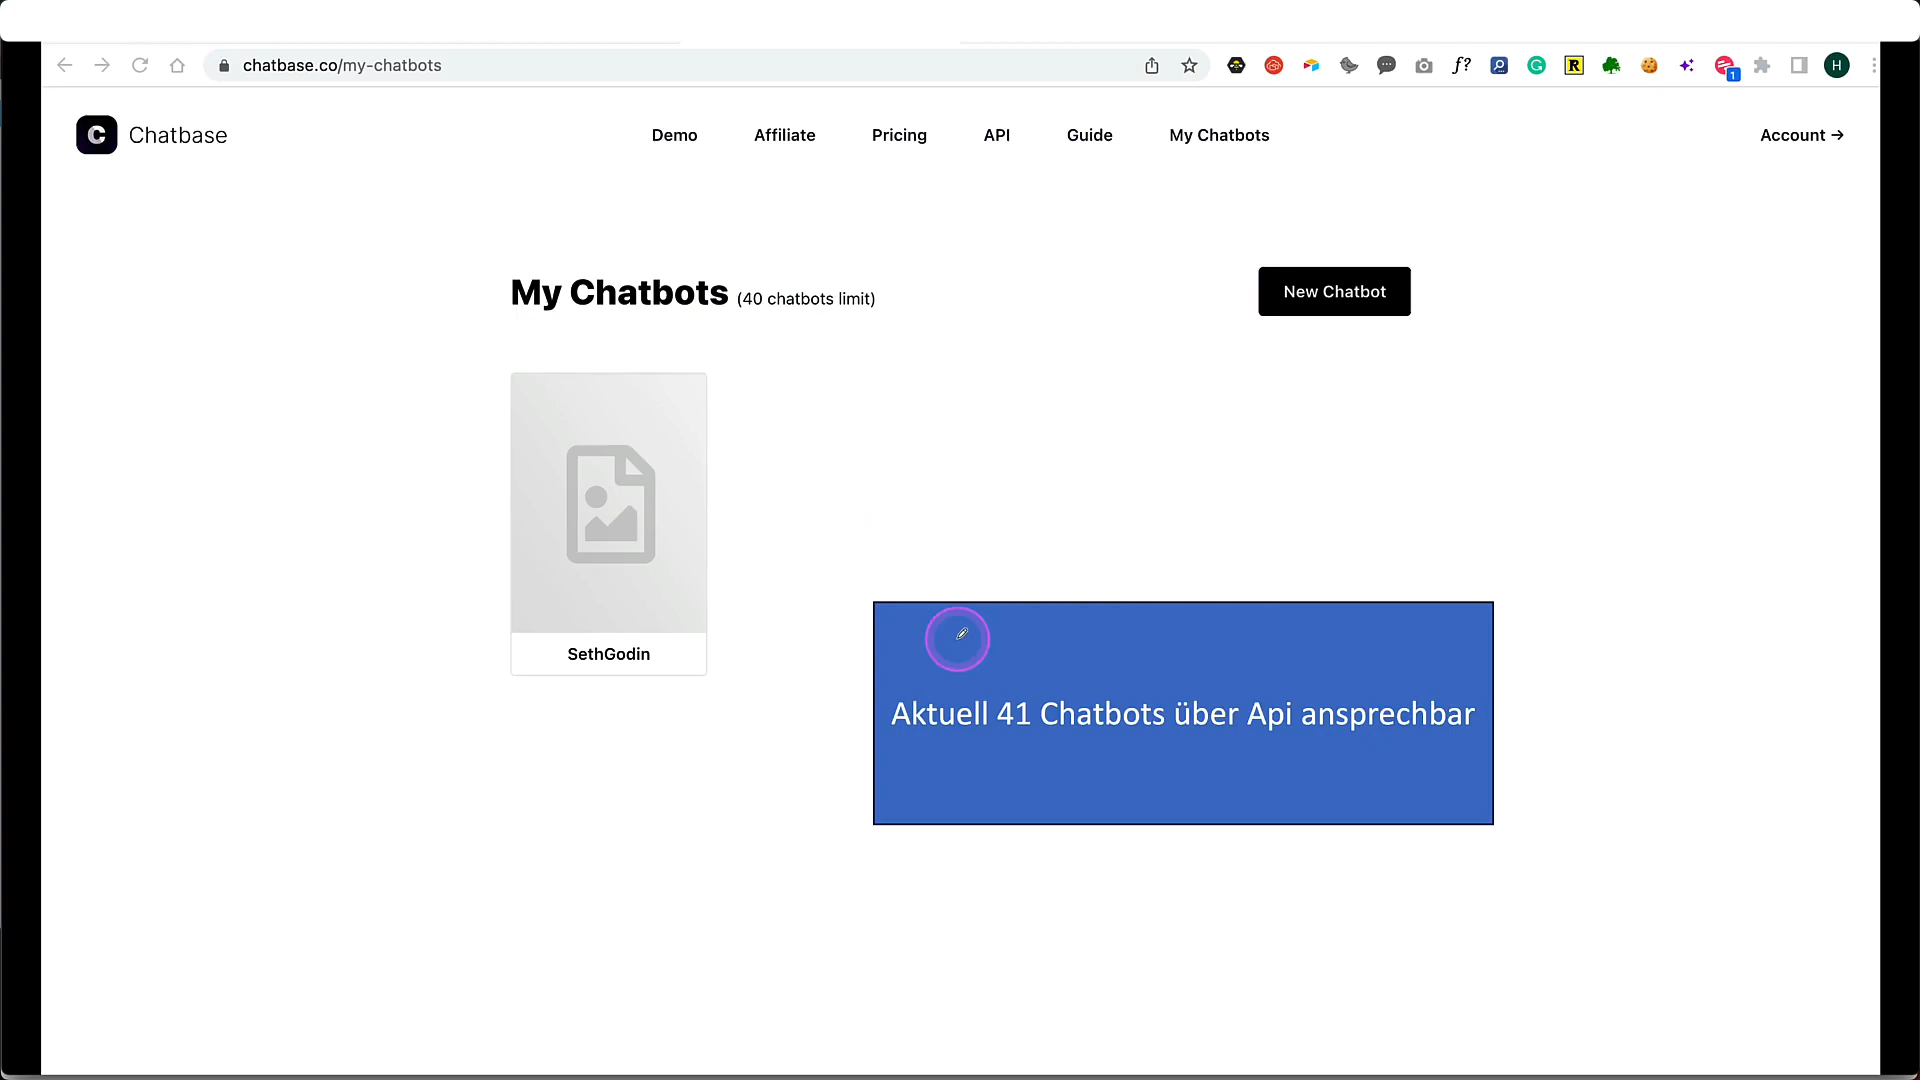 chatbase.co/my-chatbots
f?
R
1
H
C Chatbase
Demo Affiliate Pricing API Guide My Chatbots Account →
My Chatbots (40 chatbots limit)
New Chatbot
SethGodin
Aktuell 41 Chatbots über Api ansprechbar